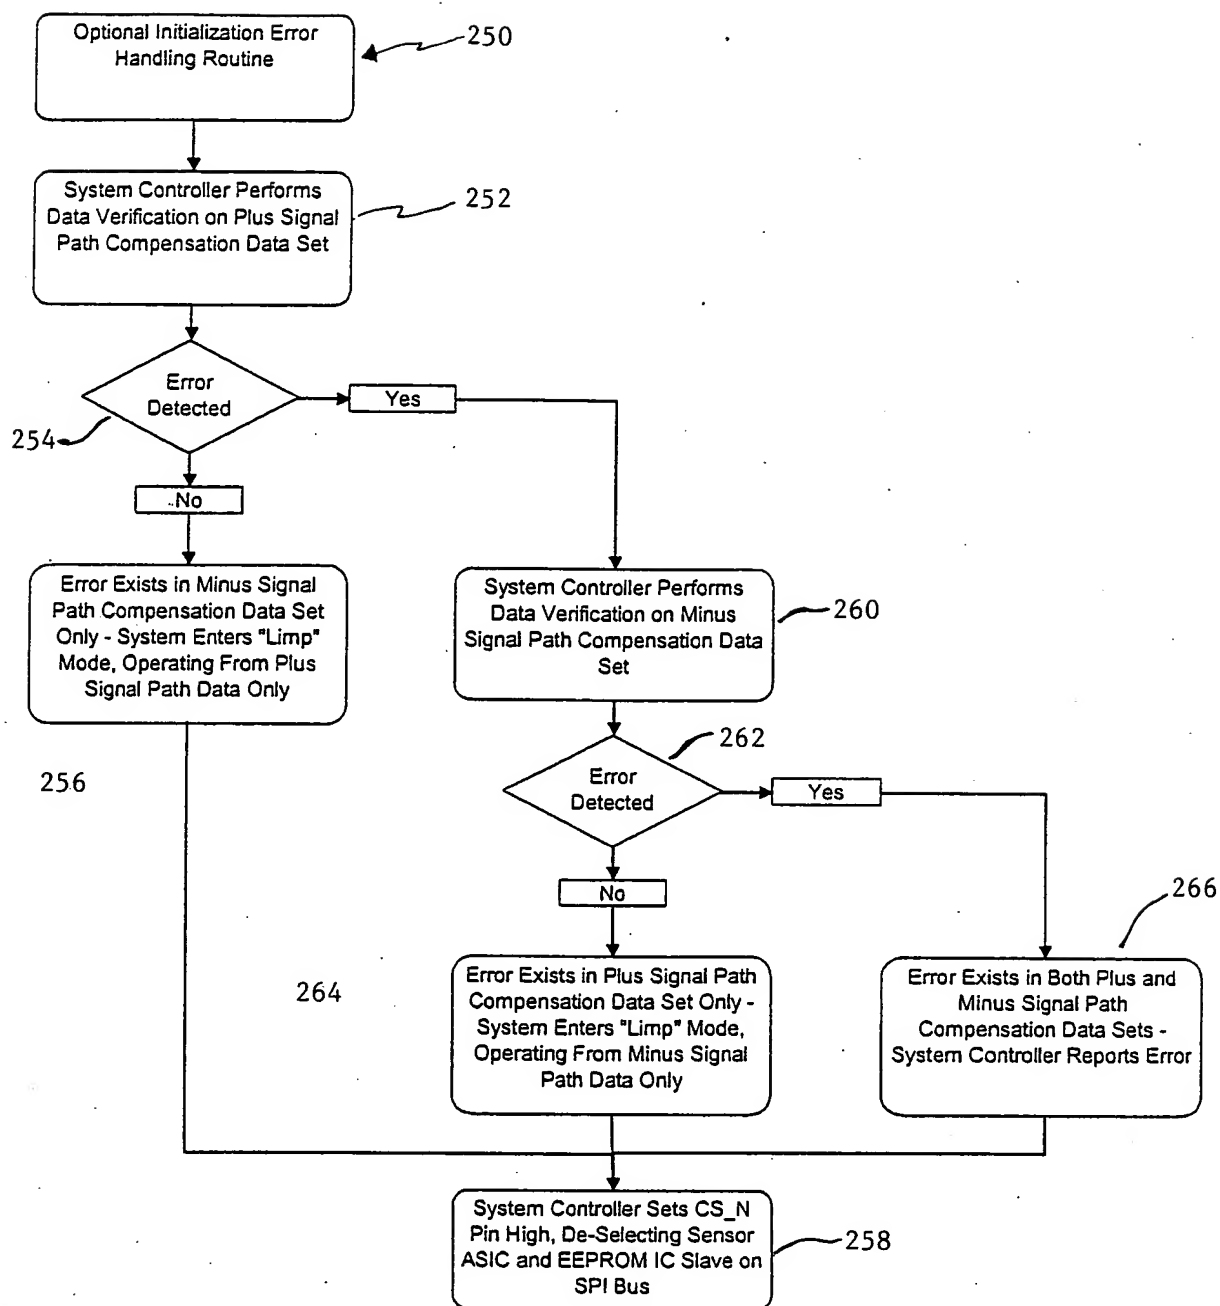 Optional Initialization Error
Handling Routine
250
System Controller Performs
Data Verification on Plus Signal
Path Compensation Data Set
252
Error
Detected
254
Yes
No
Error Exists in Minus Signal
Path Compensation Data Set
Only - System Enters "Limp"
Mode, Operating From Plus
Signal Path Data Only
256
System Controller Performs
Data Verification on Minus
Signal Path Compensation Data
Set
260
Error
Detected
262
Yes
No
Error Exists in Plus Signal Path
Compensation Data Set Only -
System Enters "Limp" Mode,
Operating From Minus Signal
Path Data Only
264
Error Exists in Both Plus and
Minus Signal Path
Compensation Data Sets -
System Controller Reports Error
266
System Controller Sets CS_N
Pin High, De-Selecting Sensor
ASIC and EEPROM IC Slave on
SPI Bus
258